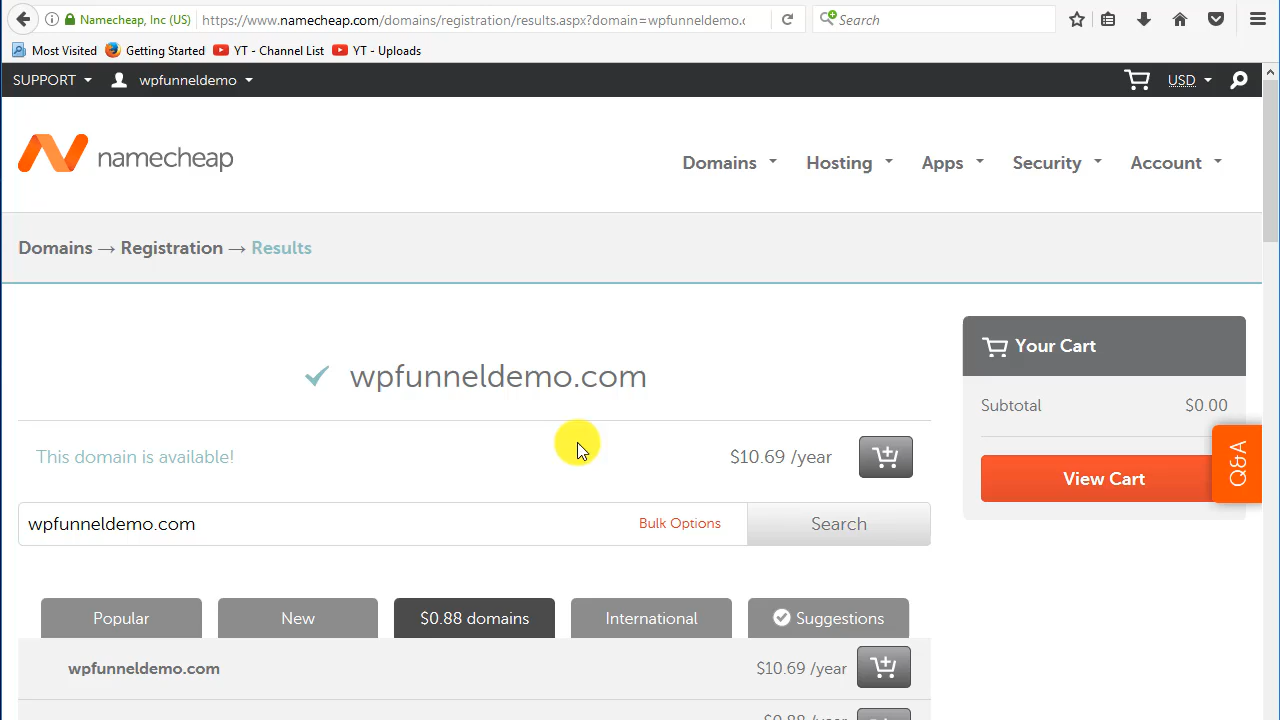 Namecheap, Inc (US) https://www.namecheap.com/domains/registration/results.aspx?domain=wpfunneldemo.c Search
Most Visited Getting Started YT - Channel List YT - Uploads
SUPPORT wpfunneldemo USD
namecheap Domains Hosting Apps Security Account
Domains → Registration → Results
Your Cart
wpfunneldemo.com
Subtotal $0.00
This domain is available! $10.69 /year
Q&A
View Cart
wpfunneldemo.com Bulk Options Search
Popular New $0.88 domains International Suggestions
wpfunneldemo.com $10.69 /year